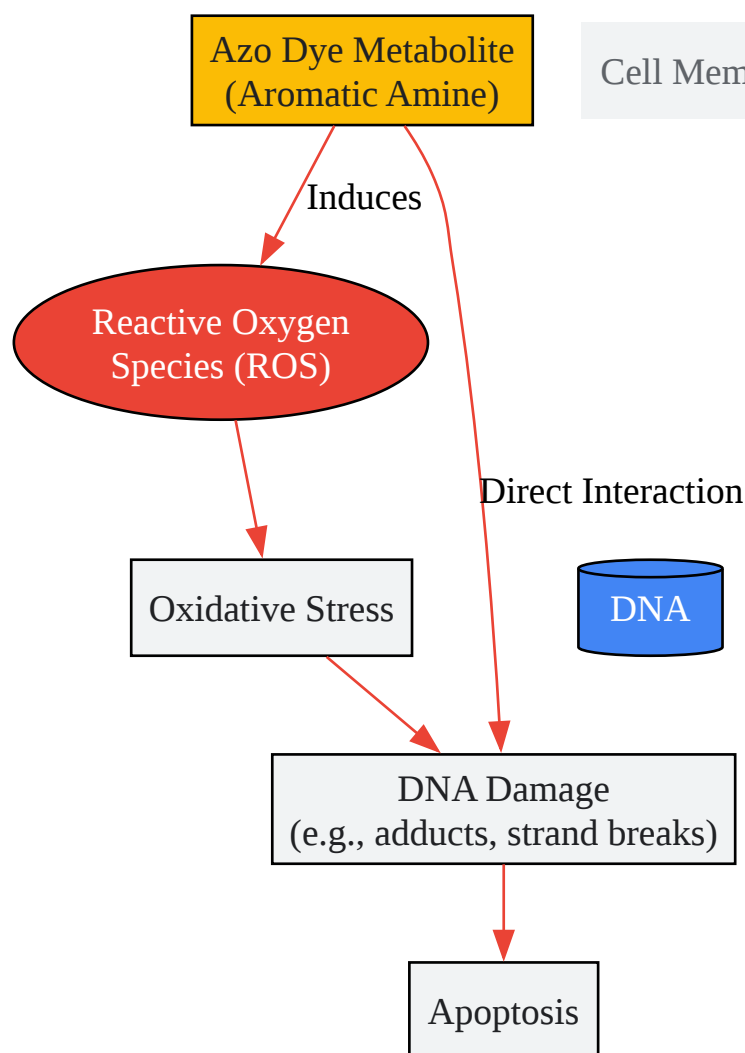 Azo Dye Metabolite
(Aromatic Amine)
Cell Mem
Induces
Reactive Oxygen
Species (ROS)
Direct Interaction
Oxidative Stress
DNA
DNA Damage
(e.g., adducts, strand breaks)
Apoptosis